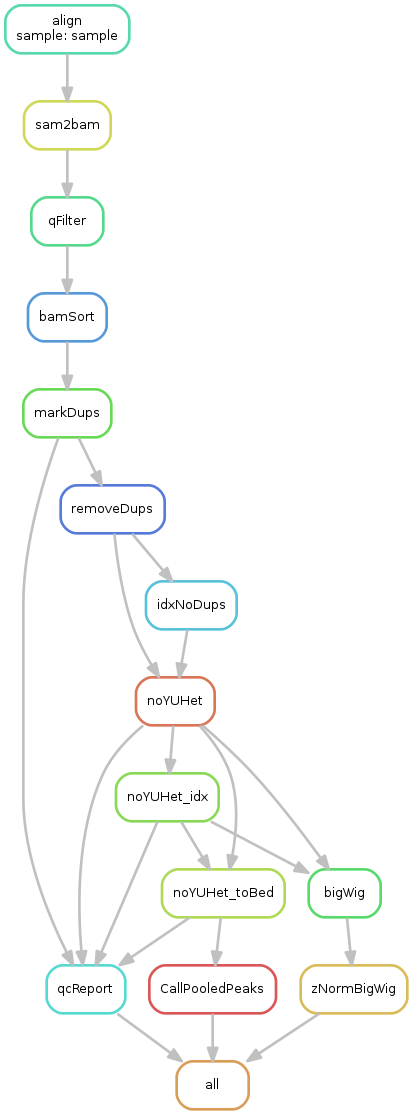 align
sample: sample
sam2bam
qFilter
bamSort
markDups
removeDups
idxNoDups
noYUHet
noYUHet_idx
noYUHet_toBed
bigWig
qcReport
CallPooledPeaks
zNormBigWig
all